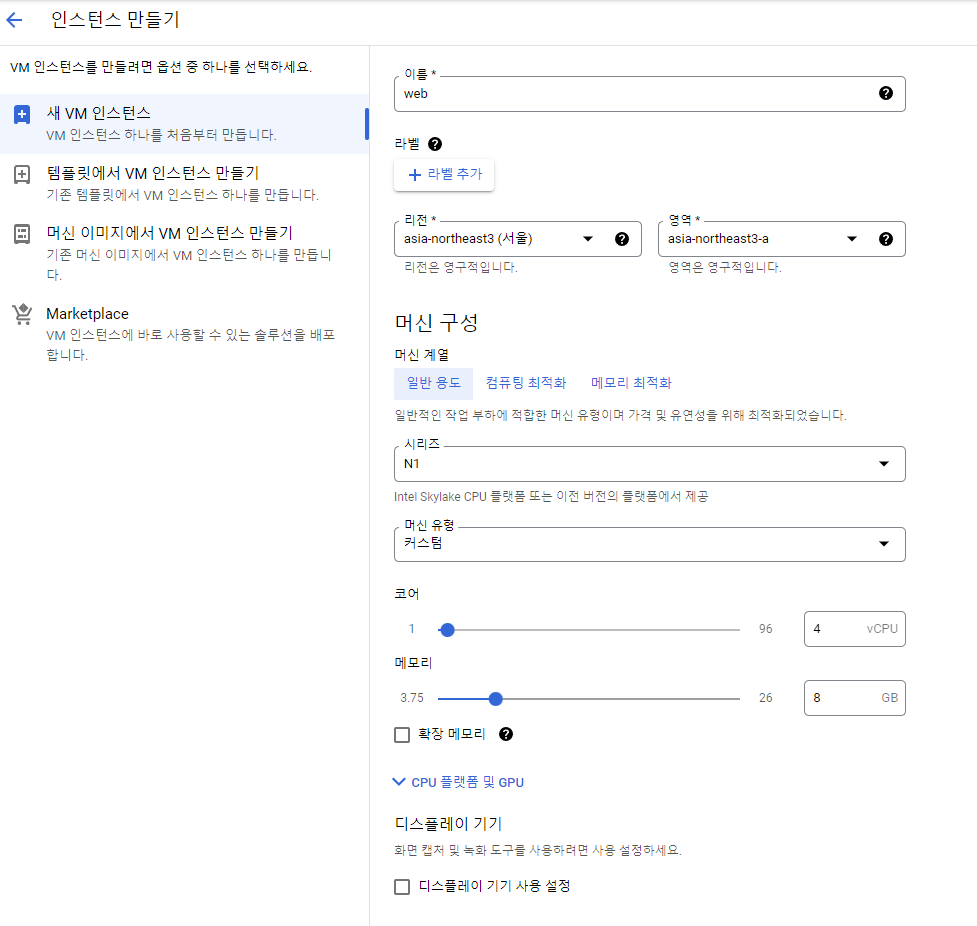 인스턴스 만들기
VM 인스턴스를 만들려면 옵션 중 하나를 선택하세요.
새 VM 인스턴스
VM 인스턴스 하나를 처음부터 만듭니다.
템플릿에서 VM 인스턴스 만들기
기존 템플릿에서 VM 인스턴스 하나를 만듭니다.
머신 이미지에서 VM 인스턴스 만들기
기존 머신 이미지에서 VM 인스턴스 하나를 만듭니
다.
Marketplace
VM 인스턴스에 바로 사용할 수 있는 솔루션을 배포
합니다.
이름 *
web
라벨
라벨 추가
리전 *
asia-northeast3 (서울)
리전은 영구적입니다.
영역 *
asia-northeast3-a
영역은 영구적입니다.
머신 구성
머신 계열
일반 용도 컴퓨팅 최적화 메모리 최적화
일반적인 작업 부하에 적합한 머신 유형이며 가격 및 유연성을 위해 최적화되었습니다.
시리즈
N1
Intel Skylake CPU 플랫폼 또는 이전 버전의 플랫폼에서 제공
머신 유형
커스텀
코어
1 96 4 vCPU
메모리
3.75 26 8 GB
확장 메모리
CPU 플랫폼 및 GPU
디스플레이 기기
화면 캡처 및 녹화 도구를 사용하려면 사용 설정하세요.
디스플레이 기기 사용 설정